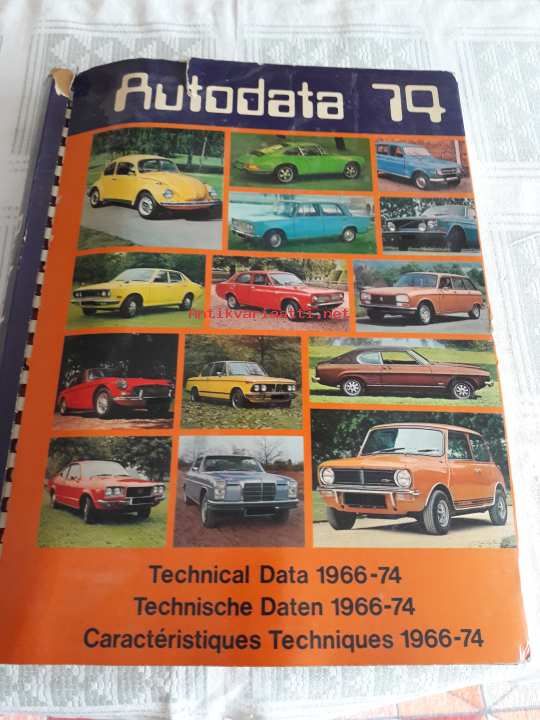 Autodata 74
Antikvariaatti.net
Technical Data 1966-74
Technische Daten 1966-74
Caractéristiques Techniques 1966-74